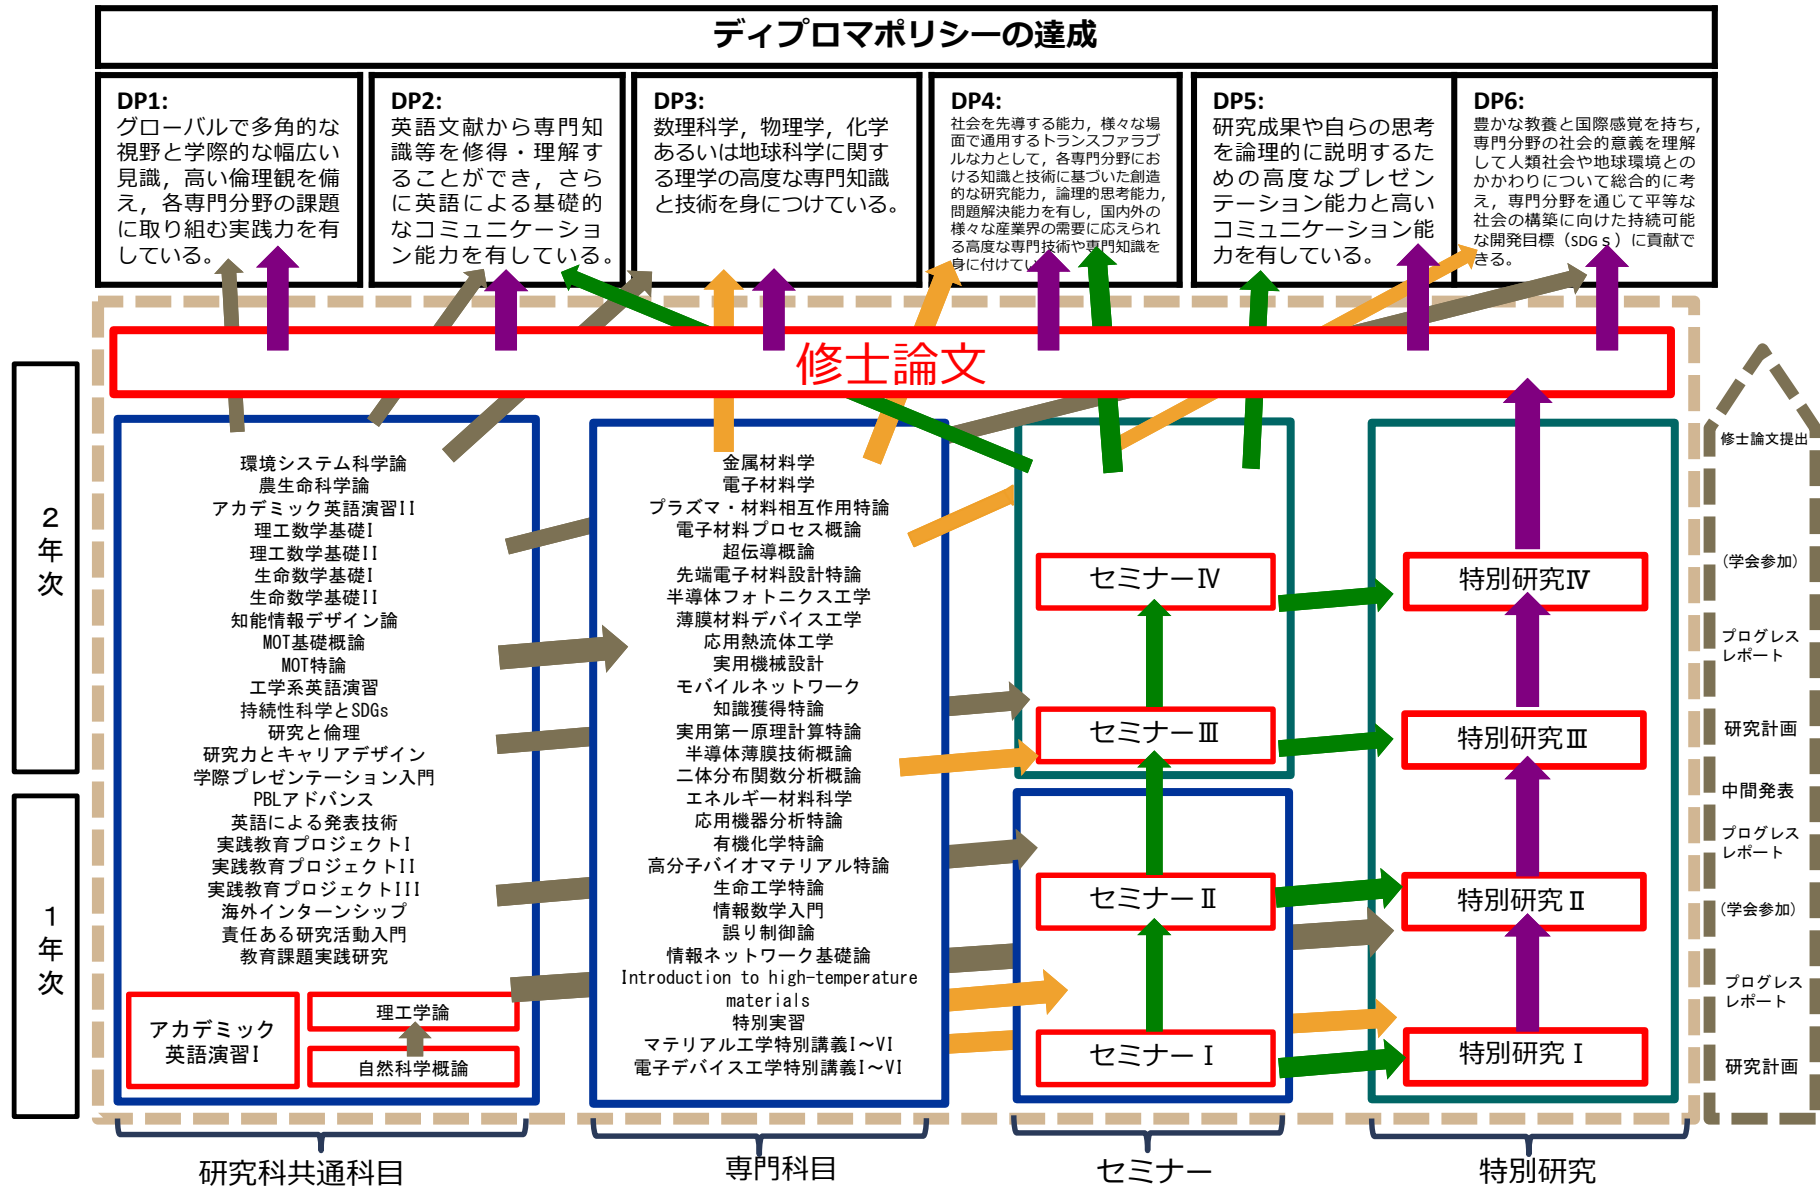 ディプロマポリシーの達成
DP1:
グローバルで多角的な
視野と学際的な幅広い
見識，高い倫理観を備
え，各専門分野の課題
に取り組む実践力を有
している。
DP2:
英語文献から専門知
識等を修得・理解す
ることができ，さら
に英語による基礎的
なコミュニケーショ
ン能力を有している。
DP3:
数理科学，物理学，化学
あるいは地球科学に関す
る理学の高度な専門知識
と技術を身につけている。
DP4:
社会を先導する能力，様々な場
面で通用するトランスファラブ
ルな力として，各専門分野にお
ける知識と技術に基づいた創造
的な研究能力，論理的思考能力，
問題解決能力を有し，国内外の
様々な産業界の需要に応えられ
る高度な専門技術や専門知識を
身に付けてい
DP5:
研究成果や自らの思考
を論理的に説明するた
めの高度なプレゼン
テーション能力と高い
コミュニケーション能
力を有している。
DP6:
豊かな教養と国際感覚を持ち，
専門分野の社会的意義を理解
して人類社会や地球環境との
かかわりについて総合的に考
え，専門分野を通じて平等な
社会の構築に向けた持続可能
な開発目標（SDGｓ）に貢献で
きる。
修士論文
2
年
次
1
年
次
環境システム科学論
農生命科学論
アカデミック英語演習II
理工数学基礎I
理工数学基礎II
生命数学基礎I
生命数学基礎II
知能情報デザイン論
MOT基礎概論
MOT特論
工学系英語演習
持続性科学とSDGs
研究と倫理
研究力とキャリアデザイン
学際プレゼンテーション入門
PBLアドバンス
英語による発表技術
実践教育プロジェクトI
実践教育プロジェクトII
実践教育プロジェクトIII
海外インターンシップ
責任ある研究活動入門
教育課題実践研究
アカデミック
英語演習I
理工学論
自然科学概論
金属材料学
電子材料学
プラズマ・材料相互作用特論
電子材料プロセス概論
超伝導概論
先端電子材料設計特論
半導体フォトニクス工学
薄膜材料デバイス工学
応用熱流体工学
実用機械設計
モバイルネットワーク
知識獲得特論
実用第一原理計算特論
半導体薄膜技術概論
二体分布関数分析概論
エネルギー材料科学
応用機器分析特論
有機化学特論
高分子バイオマテリアル特論
生命工学特論
情報数学入門
誤り制御論
情報ネットワーク基礎論
Introduction to high-temperature
materials
特別実習
マテリアル工学特別講義I～VI
電子デバイス工学特別講義I～VI
セミナーⅣ
セミナーⅢ
セミナーⅡ
セミナーⅠ
特別研究Ⅳ
特別研究Ⅲ
特別研究Ⅱ
特別研究Ⅰ
修士論文提出
(学会参加)
プログレス
レポート
研究計画
中間発表
プログレス
レポート
(学会参加)
プログレス
レポート
研究計画
研究科共通科目
専門科目
セミナー
特別研究